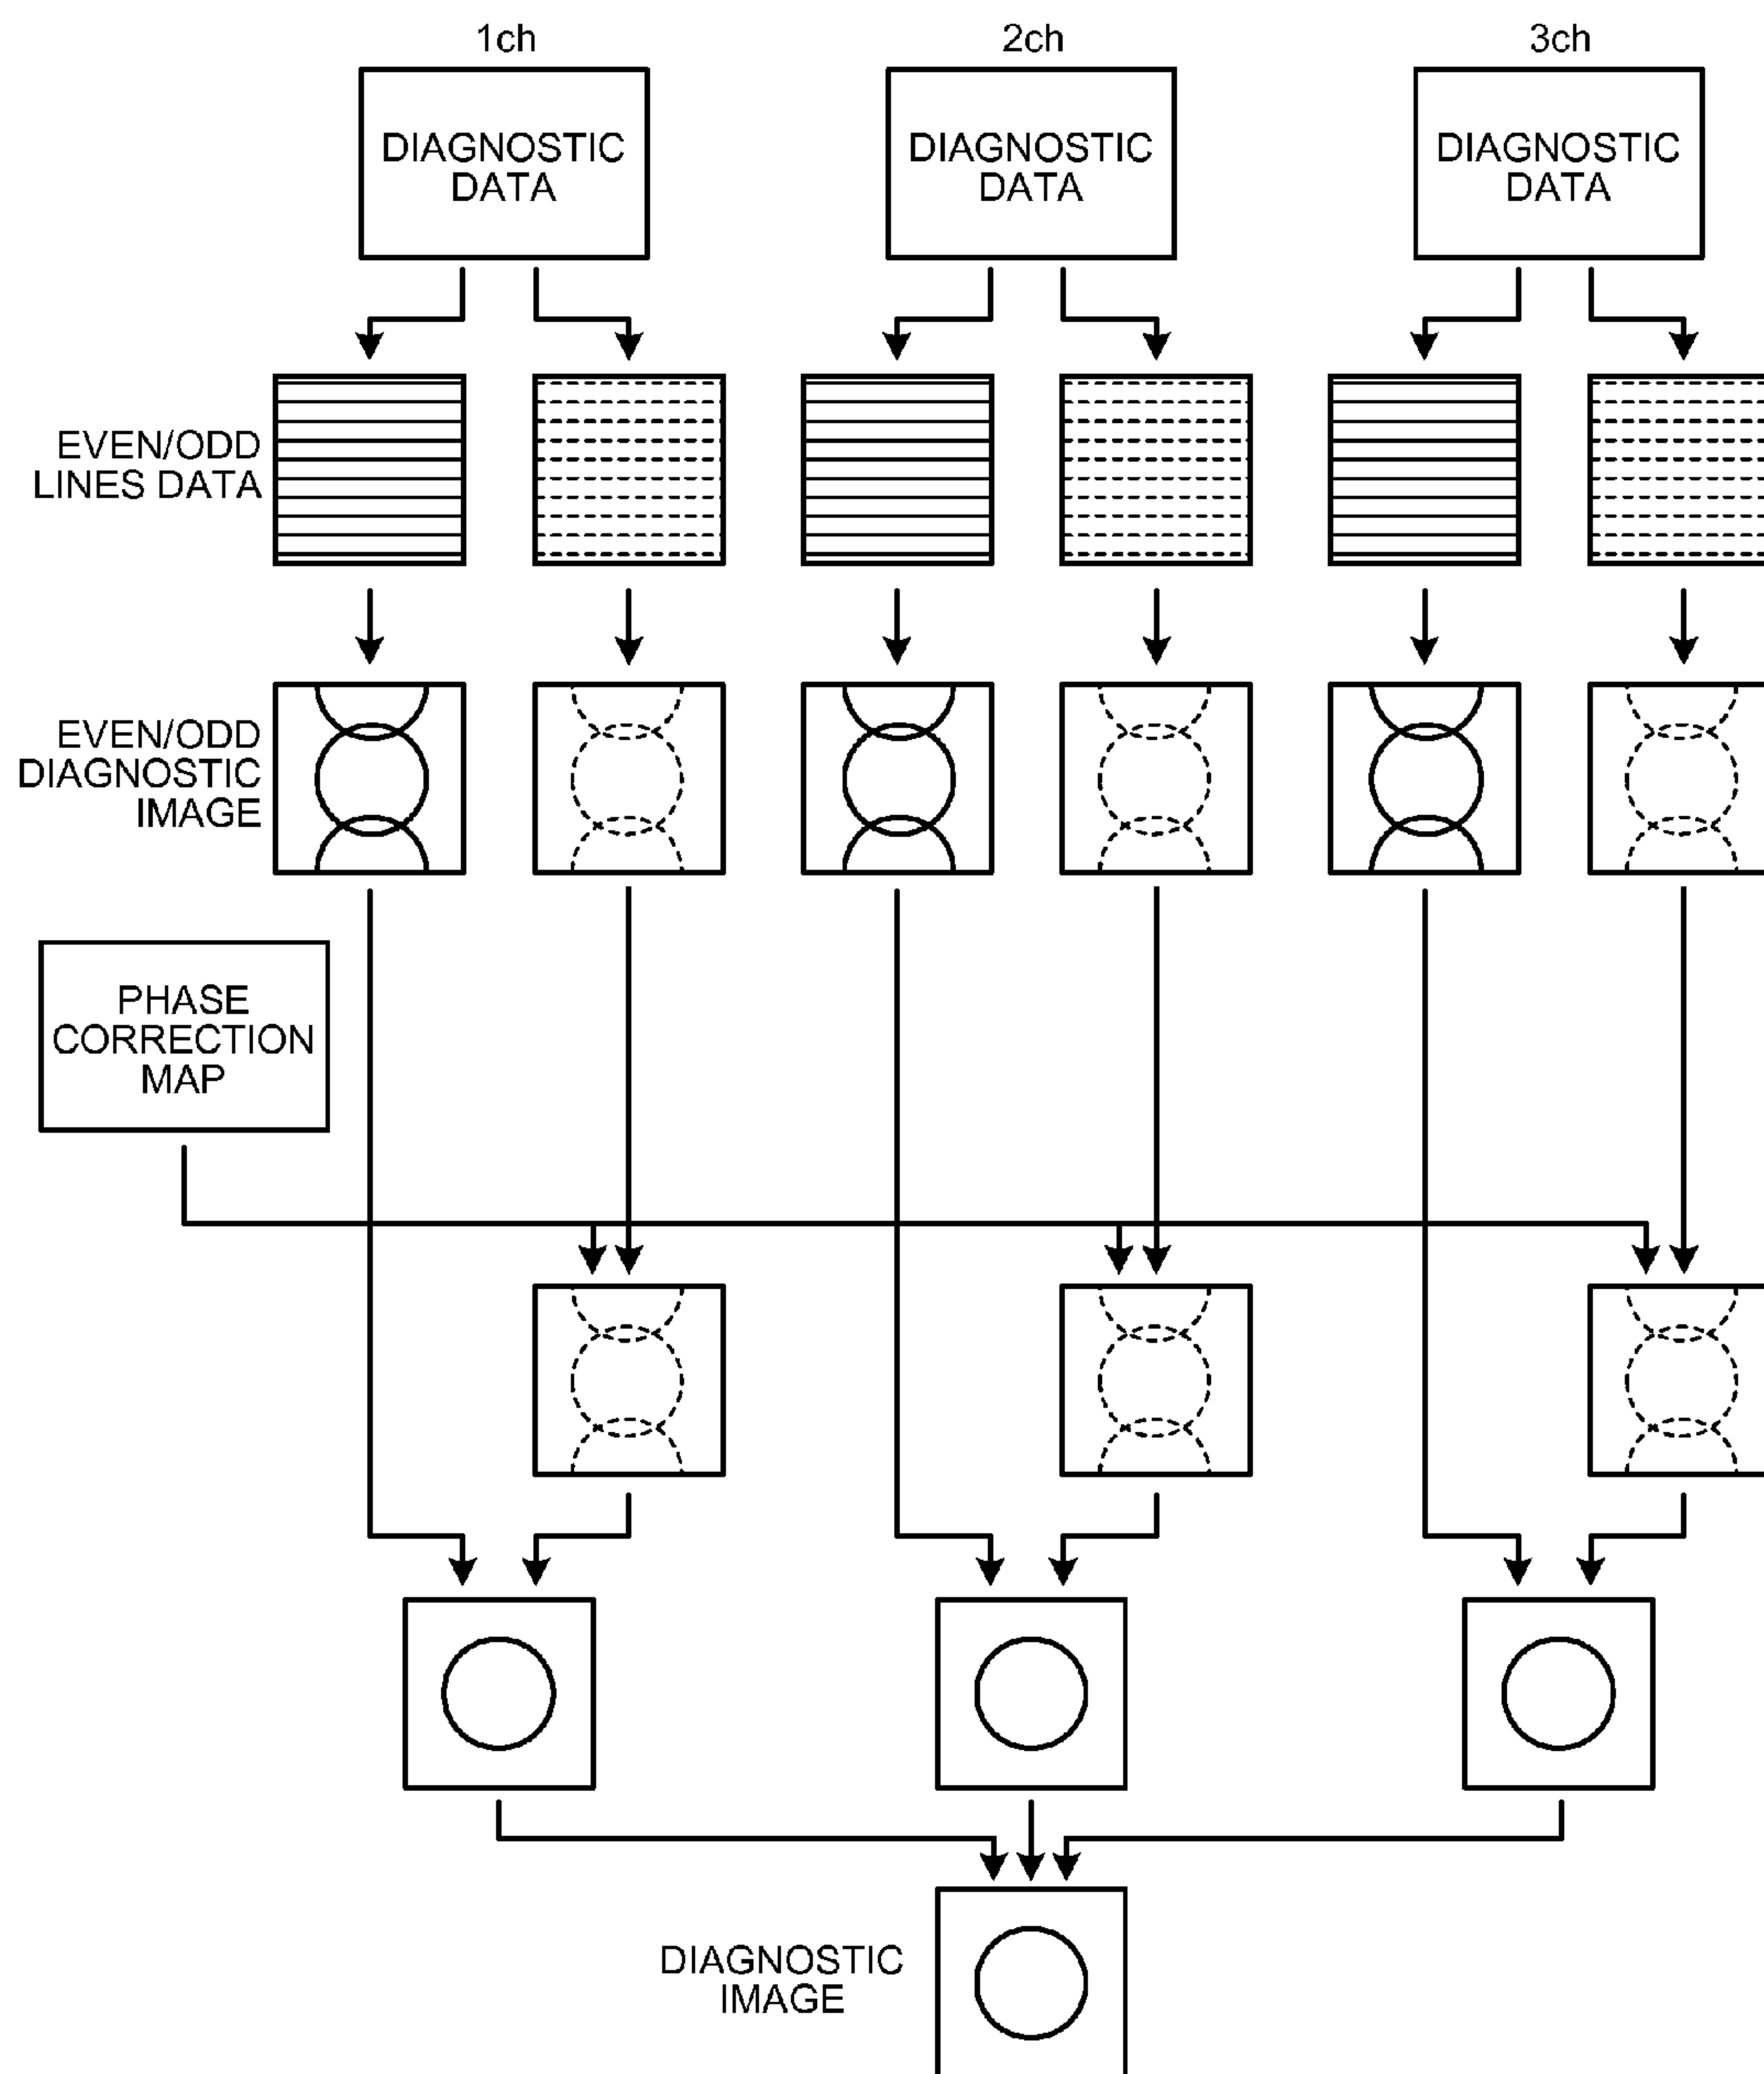 1ch
2ch
3ch
DIAGNOSTIC
DATA
DIAGNOSTIC
DATA
DIAGNOSTIC
DATA
EVEN/ODD
LINES DATA
EVEN/ODD
DIAGNOSTIC
IMAGE
PHASE
CORRECTION
MAP
DIAGNOSTIC
IMAGE